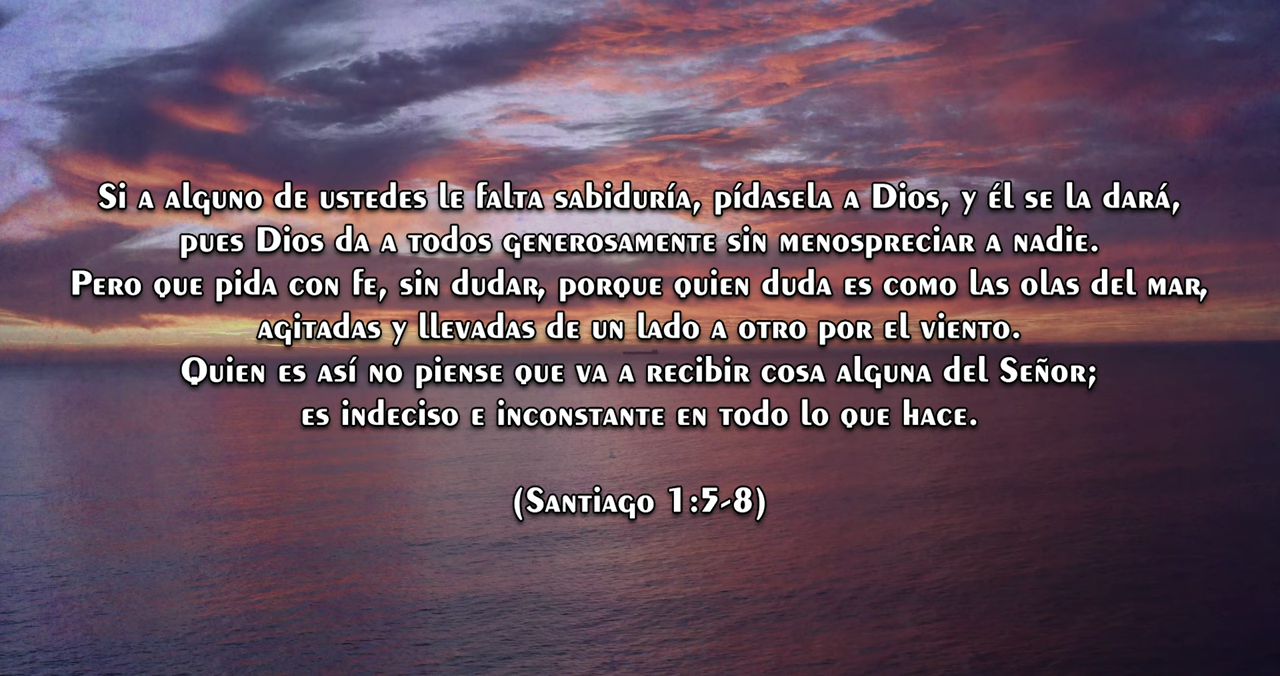 Si a alguno de ustedes le falta sabiduría, pídasela a Dios, y él se la dará,
pues Dios da a todos generosamente sin menospreciar a nadie.
Pero que pida con fe, sin dudar, porque quien duda es como las olas del mar,
agitadas y llevadas de un lado a otro por el viento.
Quien es así no piense que va a recibir cosa alguna del Señor;
es indeciso e inconstante en todo lo que hace.
(Santiago 1:5-8)